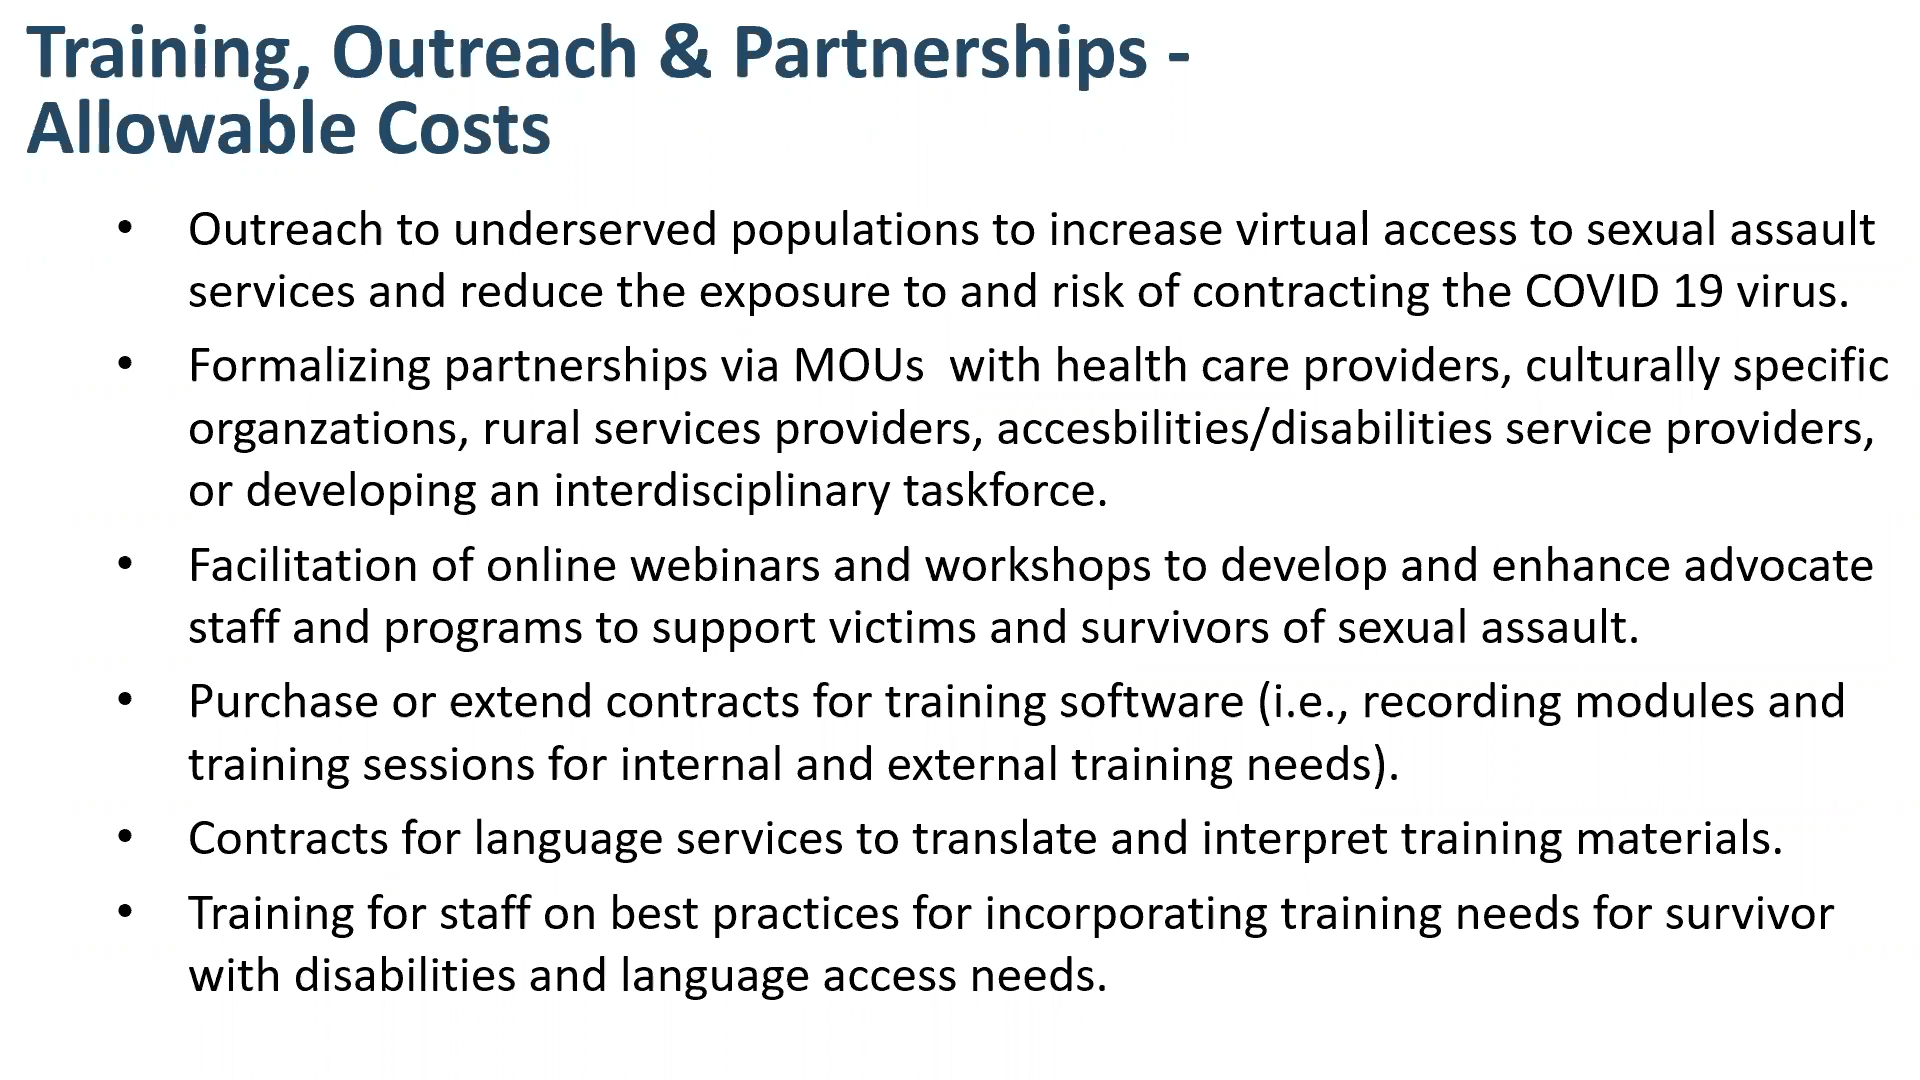 Training, Outreach & Partnerships -
Allowable Costs
• Outreach to underserved populations to increase virtual access to sexual assault
services and reduce the exposure to and risk of contracting the COVID 19 virus.
• Formalizing partnerships via MOUs  with health care providers, culturally specific
organzations, rural services providers, accesbilities/disabilities service providers,
or developing an interdisciplinary taskforce.
• Facilitation of online webinars and workshops to develop and enhance advocate
staff and programs to support victims and survivors of sexual assault.
• Purchase or extend contracts for training software (i.e., recording modules and
training sessions for internal and external training needs).
• Contracts for language services to translate and interpret training materials.
• Training for staff on best practices for incorporating training needs for survivor
with disabilities and language access needs.